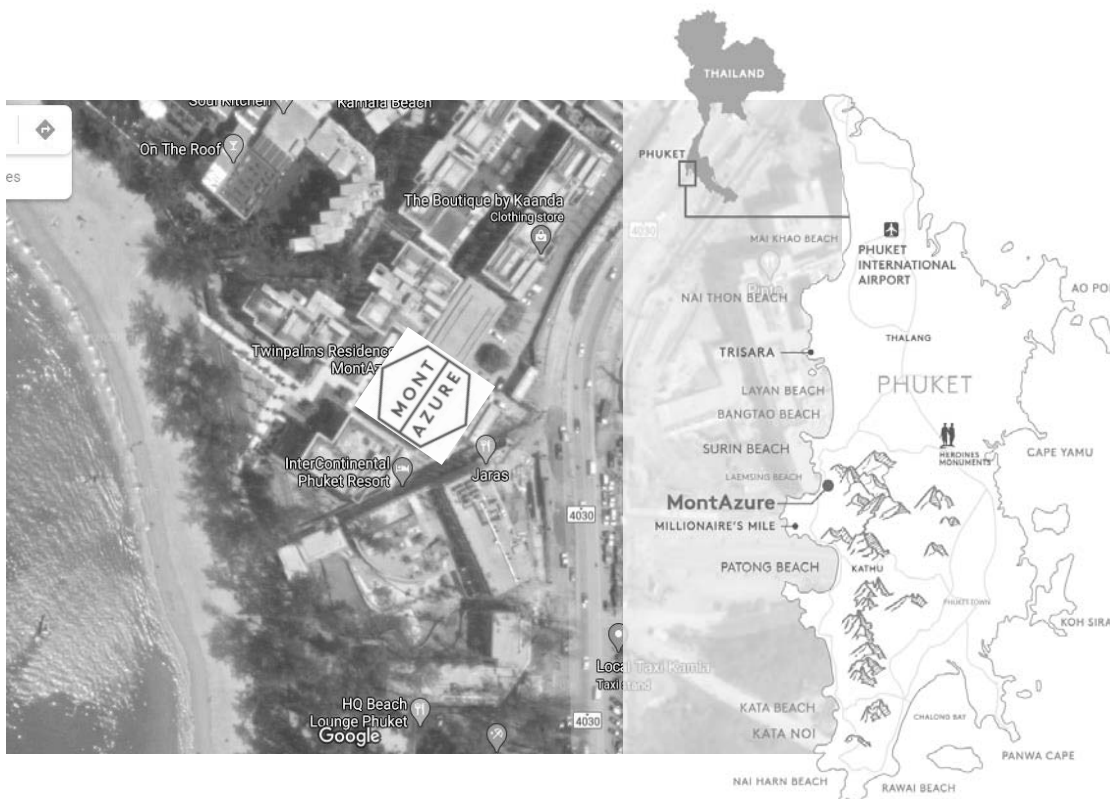 THAILAND
Soul Kitchen
Kamala Beach
On The Roof
es
The Boutique by Kaanda
Clothing store
4030
Pinto
Twinpalms Residence
MontAz
MONT
AZURE
InterContinental
Phuket Resort
Jaras
4030
Local Taxi Kamla
Taxi stand
HQ Beach
Lounge Phuket
4030
Google
PHUKET
MAI KHAO BEACH
PHUKET
INTERNATIONAL
AIRPORT
NAI THON BEACH
AO PO
THALANG
TRISARA
PHUKET
LAYAN BEACH
BANGTAO BEACH
SURIN BEACH
HEROINES
MONUMENTS
CAPE YAMU
LAEMSING BEACH
MontAzure
MILLIONAIRE'S MILE
PATONG BEACH
KATHU
PHUKET TOWN
KOH SIRA
KATA BEACH
CHALONG BAY
KATA NOI
PANWA CAPE
NAI HARN BEACH
RAWAI BEACH